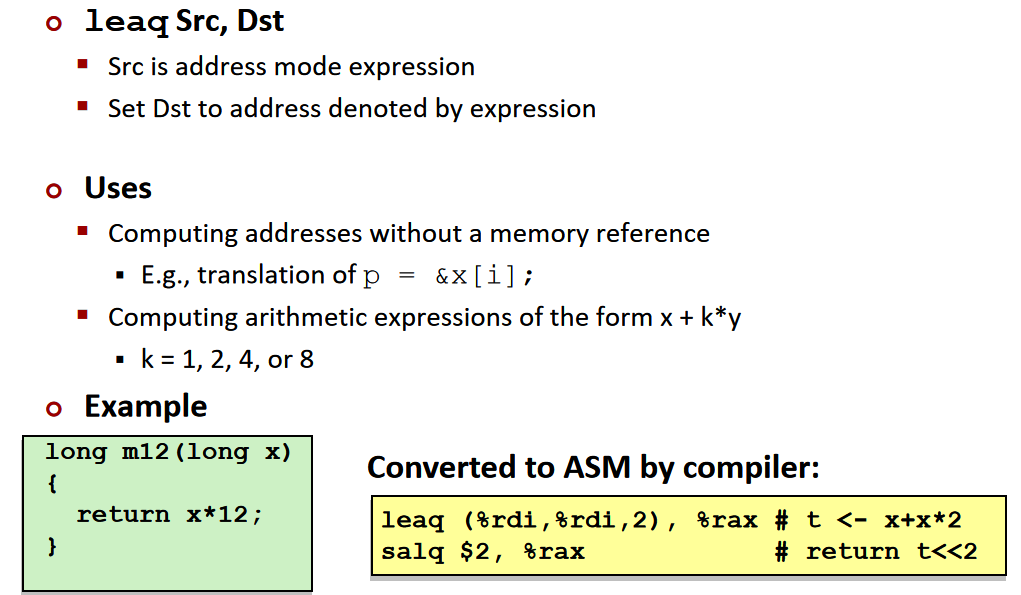 leaq Src, Dst
Src is address mode expression
Set Dst to address denoted by expression
Uses
Computing addresses without a memory reference
E.g., translation of p = &x[i];
Computing arithmetic expressions of the form x + k*y
k = 1, 2, 4, or 8
Example
long m12(long x)
{
return x*12;
}
Converted to ASM by compiler:
leaq (%rdi,%rdi,2), %rax # t <- x+x*2
salq $2, %rax # return t<<2